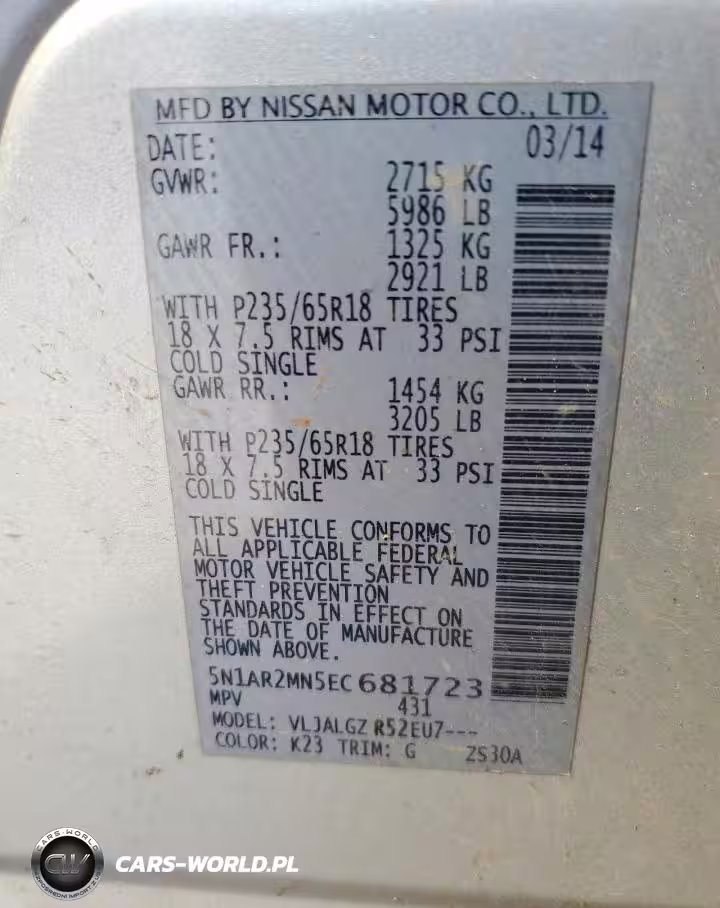 MFD BY NISSAN MOTOR CO., LTD.
DATE: 03/14
GVWR: 2715 KG
5986 LB
GAWR FR.: 1325 KG
2921 LB
WITH P235/65R18 TIRES
18 X 7.5 RIMS AT 33 PSI
COLD SINGLE
GAWR RR.: 1454 KG
3205 LB
WITH P235/65R18 TIRES
18 X 7.5 RIMS AT 33 PSI
COLD SINGLE
THIS VEHICLE CONFORMS TO
ALL APPLICABLE FEDERAL
MOTOR VEHICLE SAFETY AND
THEFT PREVENTION
STANDARDS IN EFFECT ON
THE DATE OF MANUFACTURE
SHOWN ABOVE.
5N1AR2MN5EC681723
MPV 431
MODEL: VLJALGZ R52EU7---
COLOR: K23 TRIM: G ZS30A
CARS-WORLD
CW
CARS-WORLD.PL